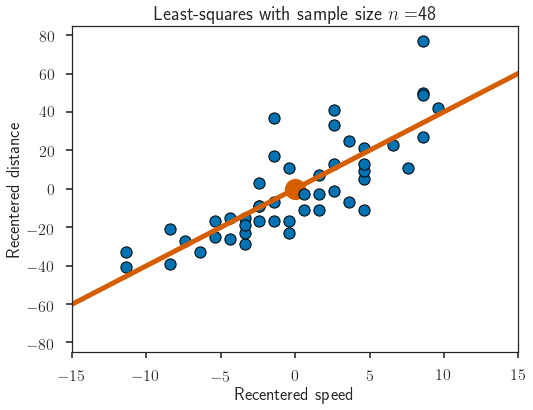 Least-squares with sample size n =48
80
60
40
20
0
−20
−40
−60
−80
Recentered distance
−15 −10 −5 0 5 10 15
Recentered speed